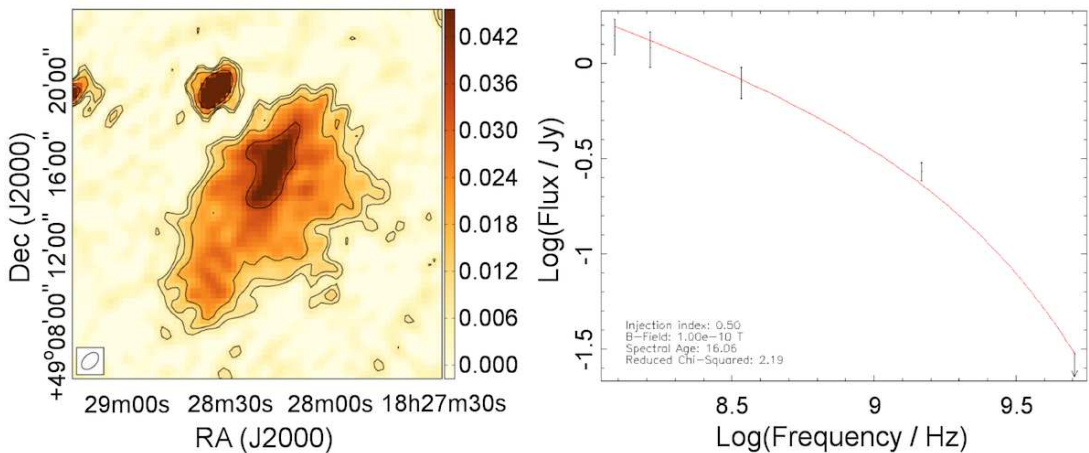 Dec (J2000)
20'00"
16'00"
12'00"
+49°08'00"
29m00s 28m30s 28m00s 18h27m30s
RA (J2000)
0.042
0.036
0.030
0.024
0.018
0.012
0.006
0.000
Log(Flux / Jy)
0
-0.5
-1
-1.5
Injection index: 0.50
B-Field: 1.00e-10 T
Spectral Age: 16.06
Reduced Chi-Squared: 2.19
8.5 9 9.5
Log(Frequency / Hz)